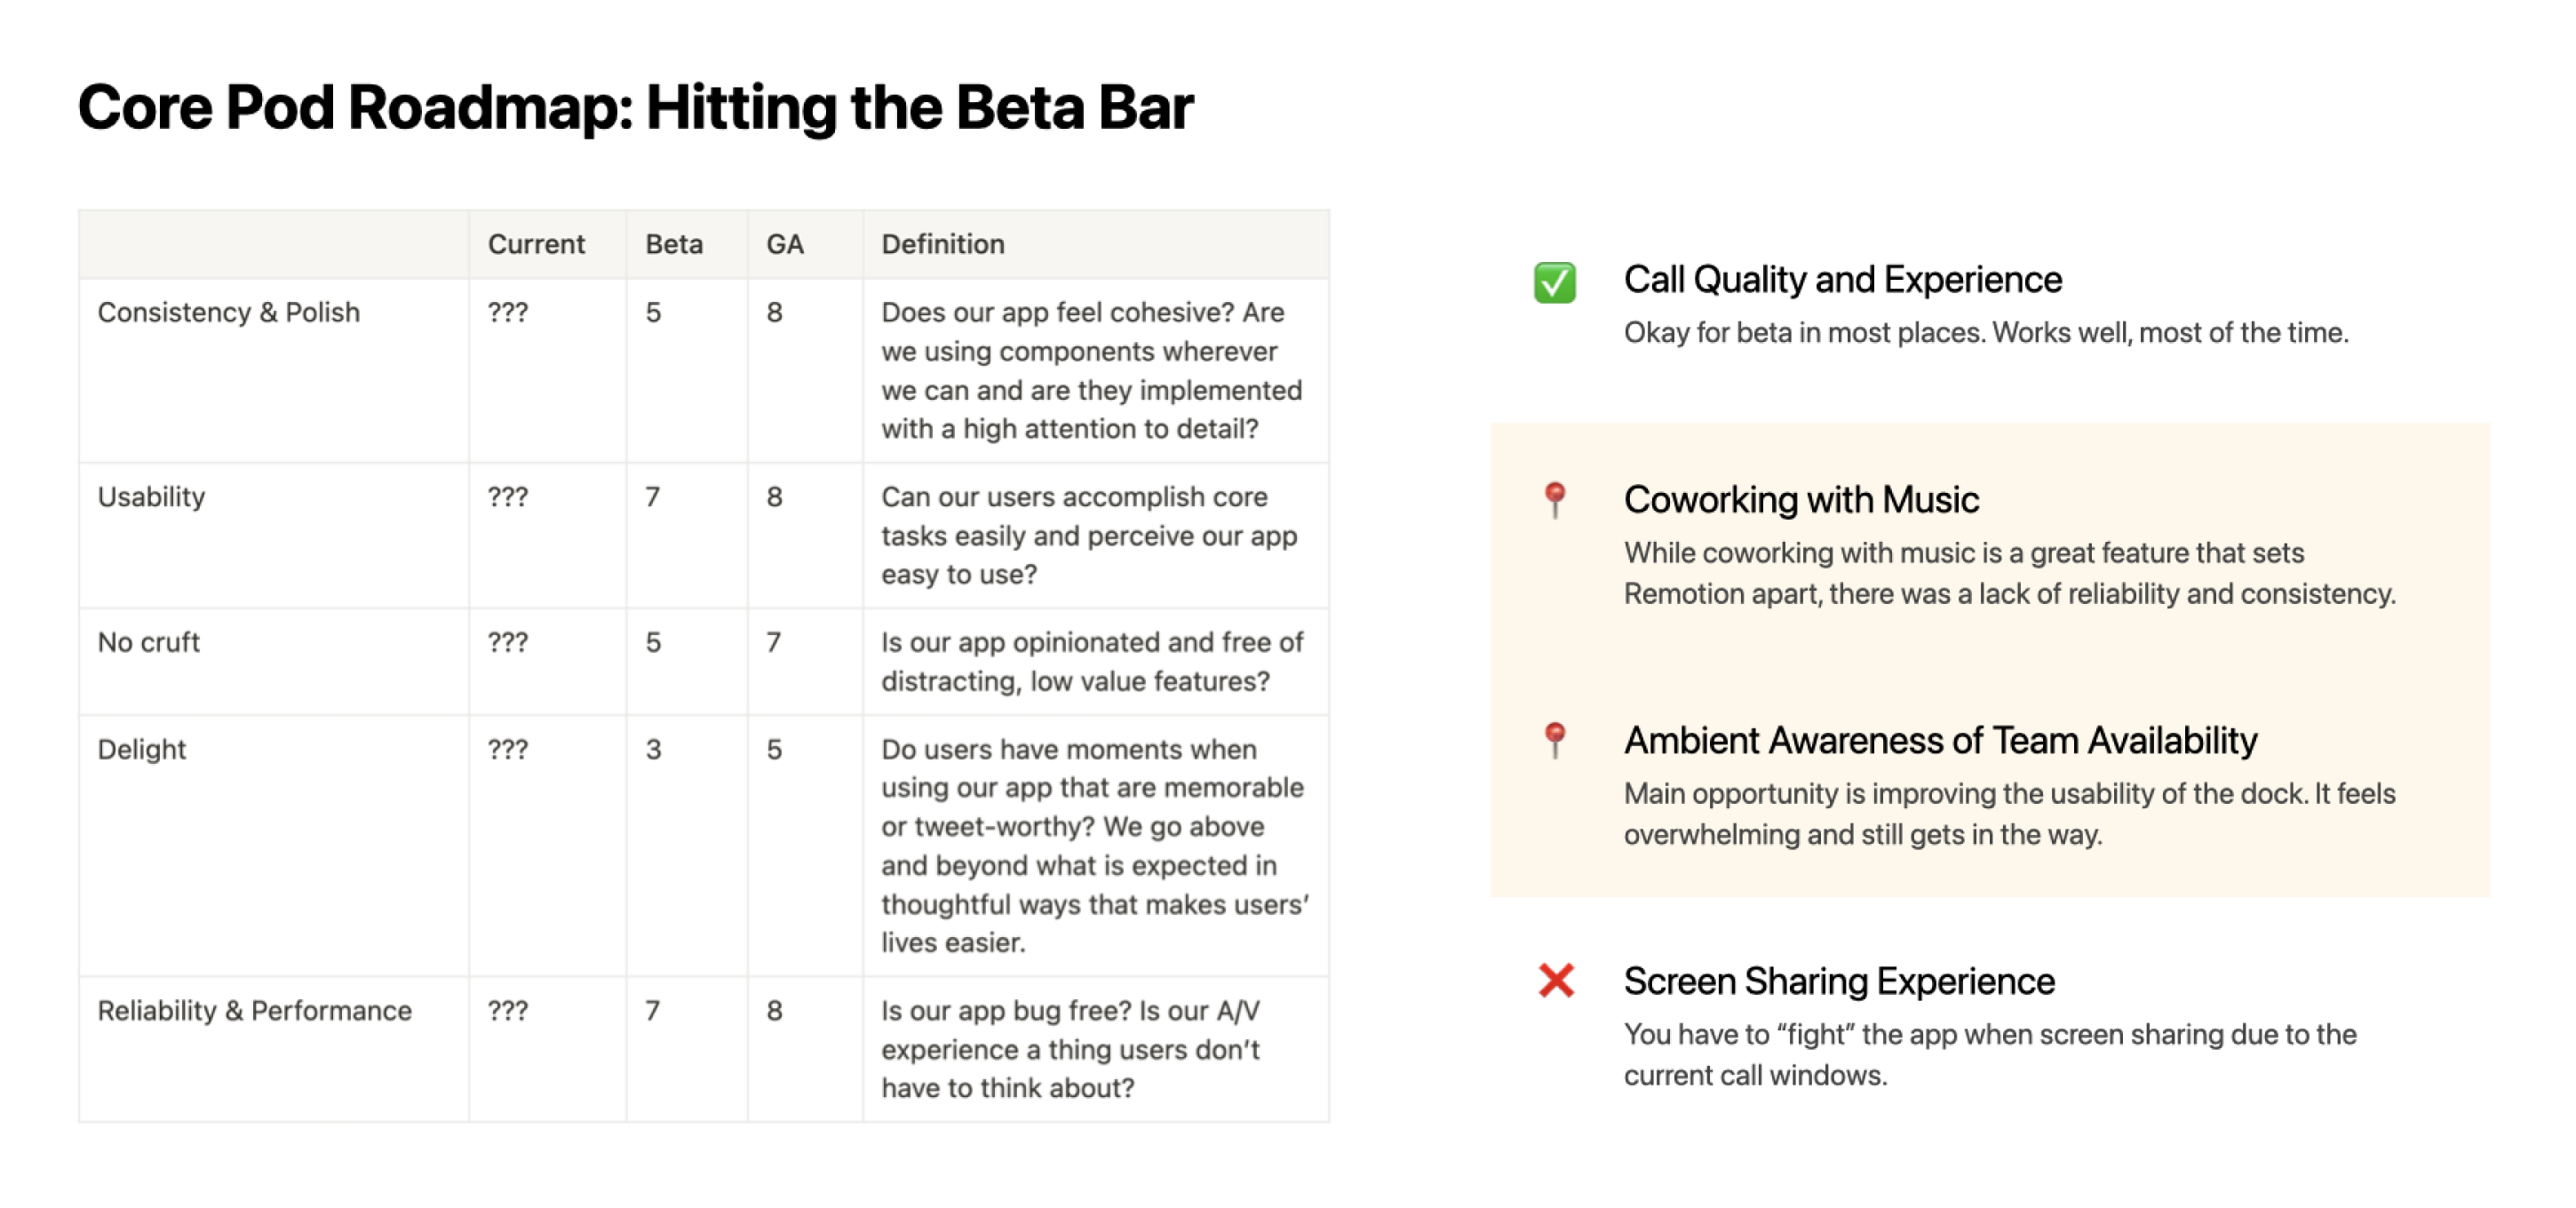 Core Pod Roadmap: Hitting the Beta Bar
Current Beta GA Definition
Consistency & Polish ??? 5 8 Does our app feel cohesive? Are
we using components wherever
we can and are they implemented
with a high attention to detail?
Usability ??? 7 8 Can our users accomplish core
tasks easily and perceive our app
easy to use?
No cruft ??? 5 7 Is our app opinionated and free of
distracting, low value features?
Delight ??? 3 5 Do users have moments when
using our app that are memorable
or tweet-worthy? We go above
and beyond what is expected in
thoughtful ways that makes users’
lives easier.
Reliability & Performance ??? 7 8 Is our app bug free? Is our A/V
experience a thing users don’t
have to think about?
Call Quality and Experience
Okay for beta in most places. Works well, most of the time.
Coworking with Music
While coworking with music is a great feature that sets
Remotion apart, there was a lack of reliability and consistency.
Ambient Awareness of Team Availability
Main opportunity is improving the usability of the dock. It feels
overwhelming and still gets in the way.
Screen Sharing Experience
You have to “fight” the app when screen sharing due to the
current call windows.